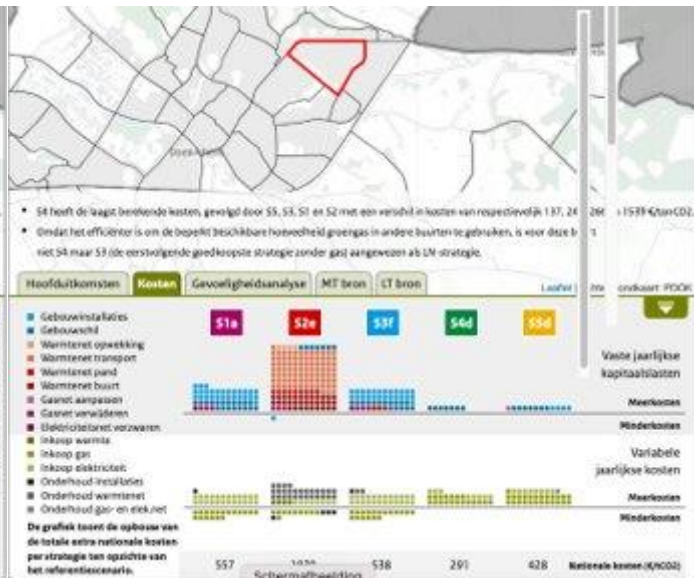 S4 heeft de laagst berekende kosten, gevolgd door S5, S3, S1 en S2 met een verschil in kosten van respectievelijk 137, 1539 €/tonCO2.
Omdat het efficiënter is om de beperkt beschikbare hoeveelheid groengas in andere buurten te gebruiken, is voor deze
niet S4 maar S3 (de eerstvolgende goedkoopste strategie zonder gas) aangewezen als LN-strategie.
Hoofduitkomsten Kosten Gevoeligheidsanalyse MT bron LT bron
Leaflet PDOK
S1a S2e S3f S4d S5d
Gebouwinstallaties
Gebouwschil
Warmtenet opwekking
Warmtenet transport
Warmtenet pand
Warmtenet buurt
Gasnet aanpassen
Gasnet verwijderen
Elektriciteitsnet verzwaren
Inkoop warmte
Inkoop gas
Inkoop elektriciteit
Onderhoud installaties
Onderhoud warmtenet
Onderhoud gas- en elek.net
De grafiek toont de opbouw van
de totale extra nationale kosten
per strategie ten opzichte van
het referentiescenario.
Vaste jaarlijkse
kapitaalslasten
Meerkosten
Minderkosten
Variabele
jaarlijkse kosten
Meerkosten
Minderkosten
557 538 291 428 Nationale kosten (€/tCO2)
Schermafbeelding